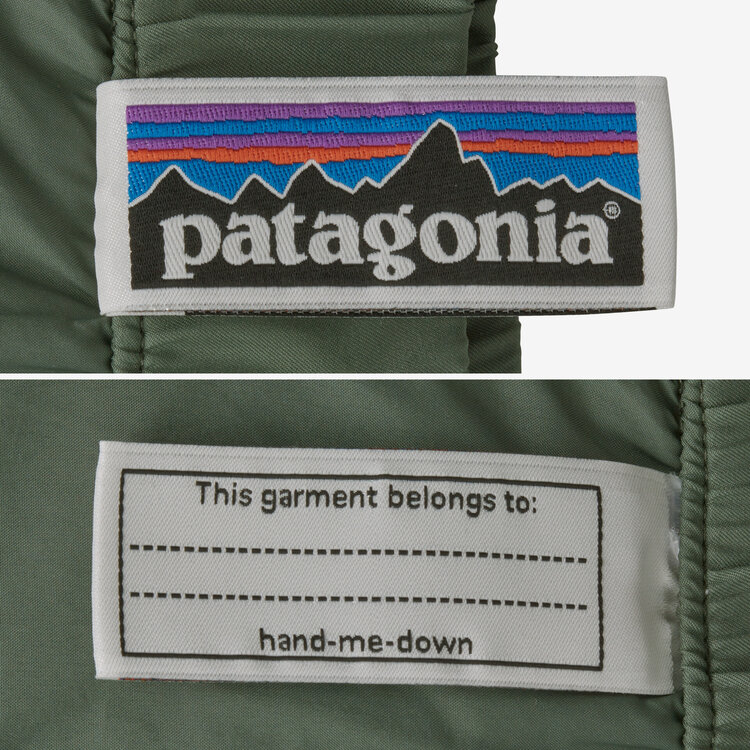 patagonia®
This garment belongs to:
hand-me-down